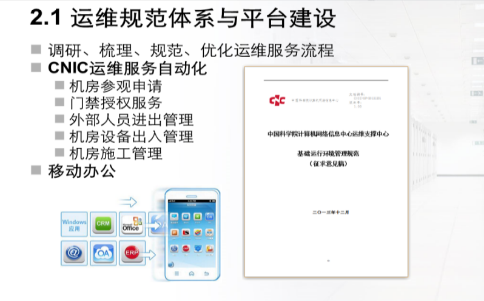 2.1 运维规范体系与平台建设
调研、梳理、规范、优化运维服务流程
CNIC运维服务自动化
机房参观申请
门禁授权服务
外部人员进出管理
机房设备出入管理
机房施工管理
移动办公
Windows
应用
CRM
Office
@
OA
ERP
中国科学院计算机网络信息中心运维支撑中心
基础运行环境管理规范
（征求意见稿）
二〇一三年十二月